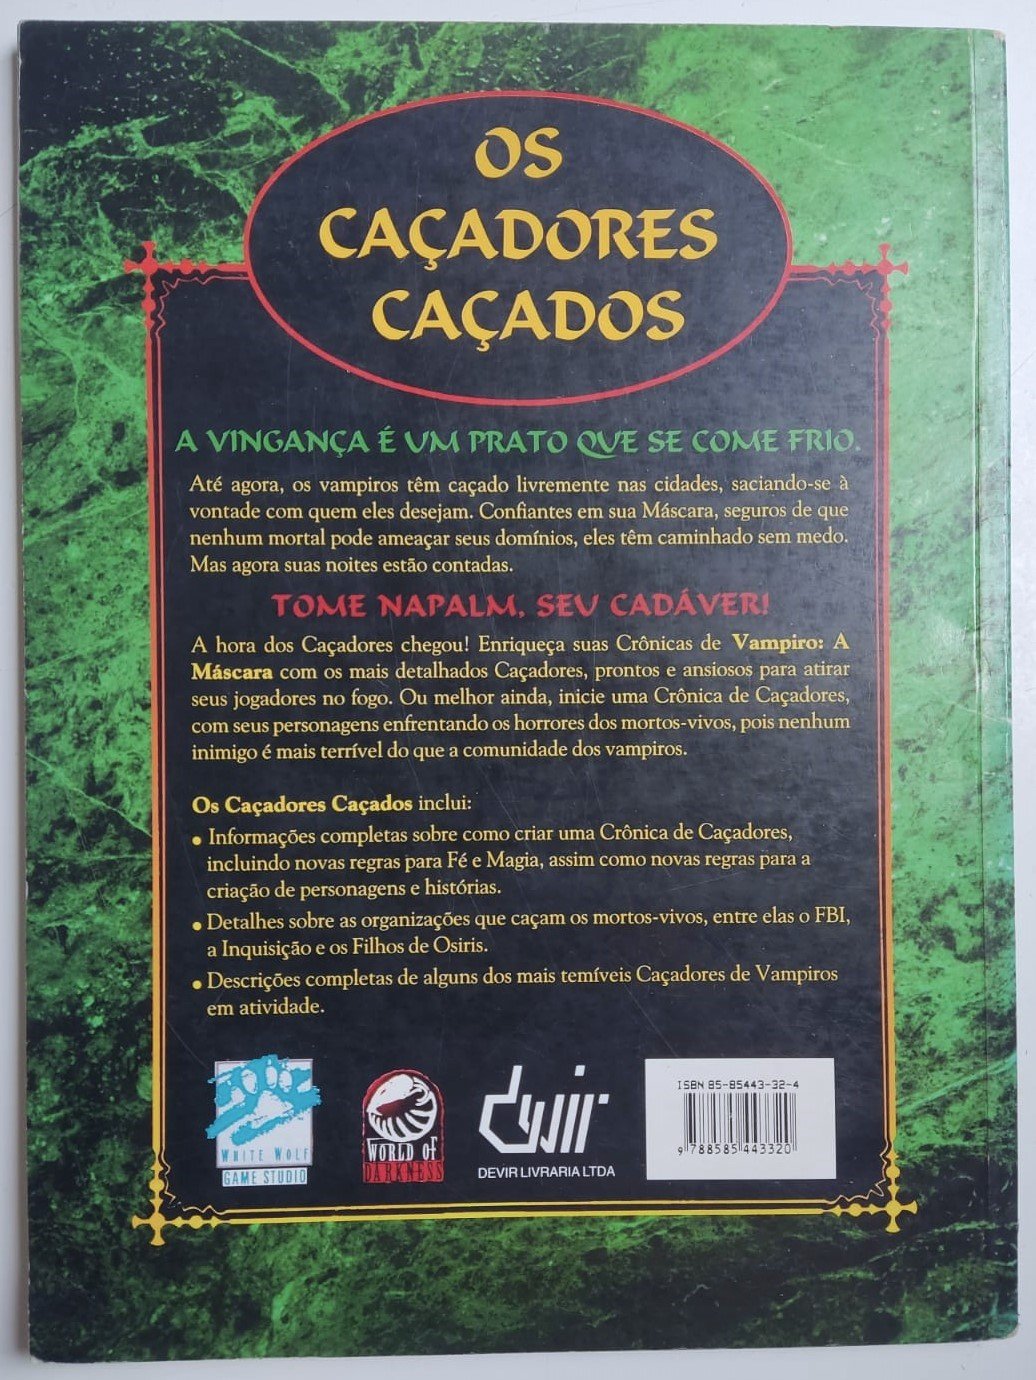 OS
CAÇADORES
CAÇADOS
A VINGANÇA É UM PRATO QUE SE COME FRIO.
Até agora, os vampiros têm caçado livremente nas cidades, saciando-se à
vontade com quem eles desejam. Confiantes em sua Máscara, seguros de que
nenhum mortal pode ameaçar seus domínios, eles têm caminhado sem medo.
Mas agora suas noites estão contadas.
TOME NAPALM, SEU CADÁVER!
A hora dos Caçadores chegou! Enriqueça suas Crônicas de Vampiro: A
Máscara com os mais detalhados Caçadores, prontos e ansiosos para atirar
seus jogadores no fogo. Ou melhor ainda, inicie uma Crônica de Caçadores,
com seus personagens enfrentando os horrores dos mortos-vivos, pois nenhum
inimigo é mais terrível do que a comunidade dos vampiros.
Os Caçadores Caçados inclui:
• Informações completas sobre como criar uma Crônica de Caçadores,
incluindo novas regras para Fé e Magia, assim como novas regras para a
criação de personagens e histórias.
• Detalhes sobre as organizações que caçam os mortos-vivos, entre elas o FBI,
a Inquisição e os Filhos de Osiris.
• Descrições completas de alguns dos mais temíveis Caçadores de Vampiros
em atividade.
WHITE WOLF
GAME STUDIO
WORLD OF
DARKNESS
devir
DEVIR LIVRARIA LTDA
ISBN 85-85443-32-4
9 788585 443320